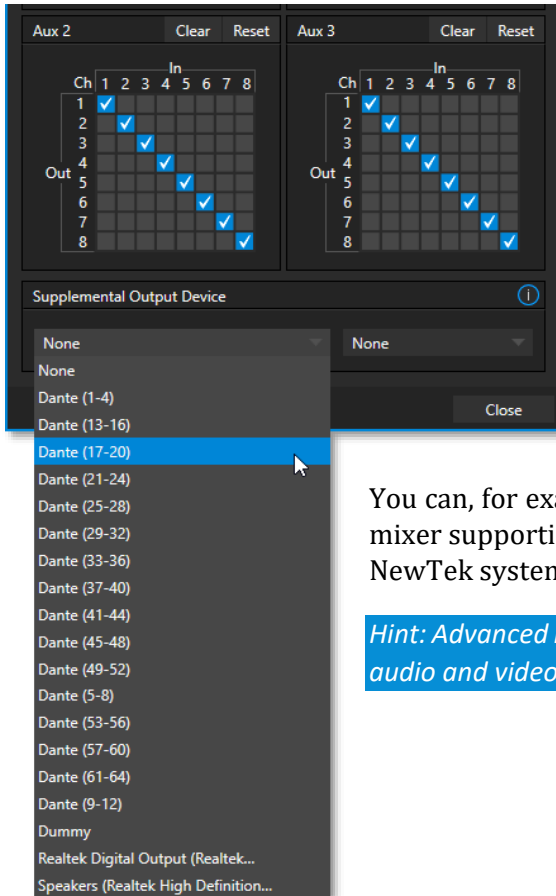 Aux 2 Clear Reset Aux 3 Clear Reset
In In
Ch 1 2 3 4 5 6 7 8 Ch 1 2 3 4 5 6 7 8
1 1
2 2
3 3
Out 4 Out 4
5 5
6 6
7 7
8 8
Supplemental Output Device i
None None
None
Dante (1-4)
Close
Dante (13-16)
Dante (17-20)
Dante (21-24)
Dante (25-28)
Dante (29-32)
Dante (33-36)
Dante (37-40)
Dante (41-44)
Dante (45-48)
Dante (49-52)
Dante (5-8)
Dante (53-56)
Dante (57-60)
Dante (61-64)
Dante (9-12)
Dummy
Realtek Digital Output (Realtek...
Speakers (Realtek High Definition...
You can, for exa
mixer supporti
NewTek system
Hint: Advanced
audio and video